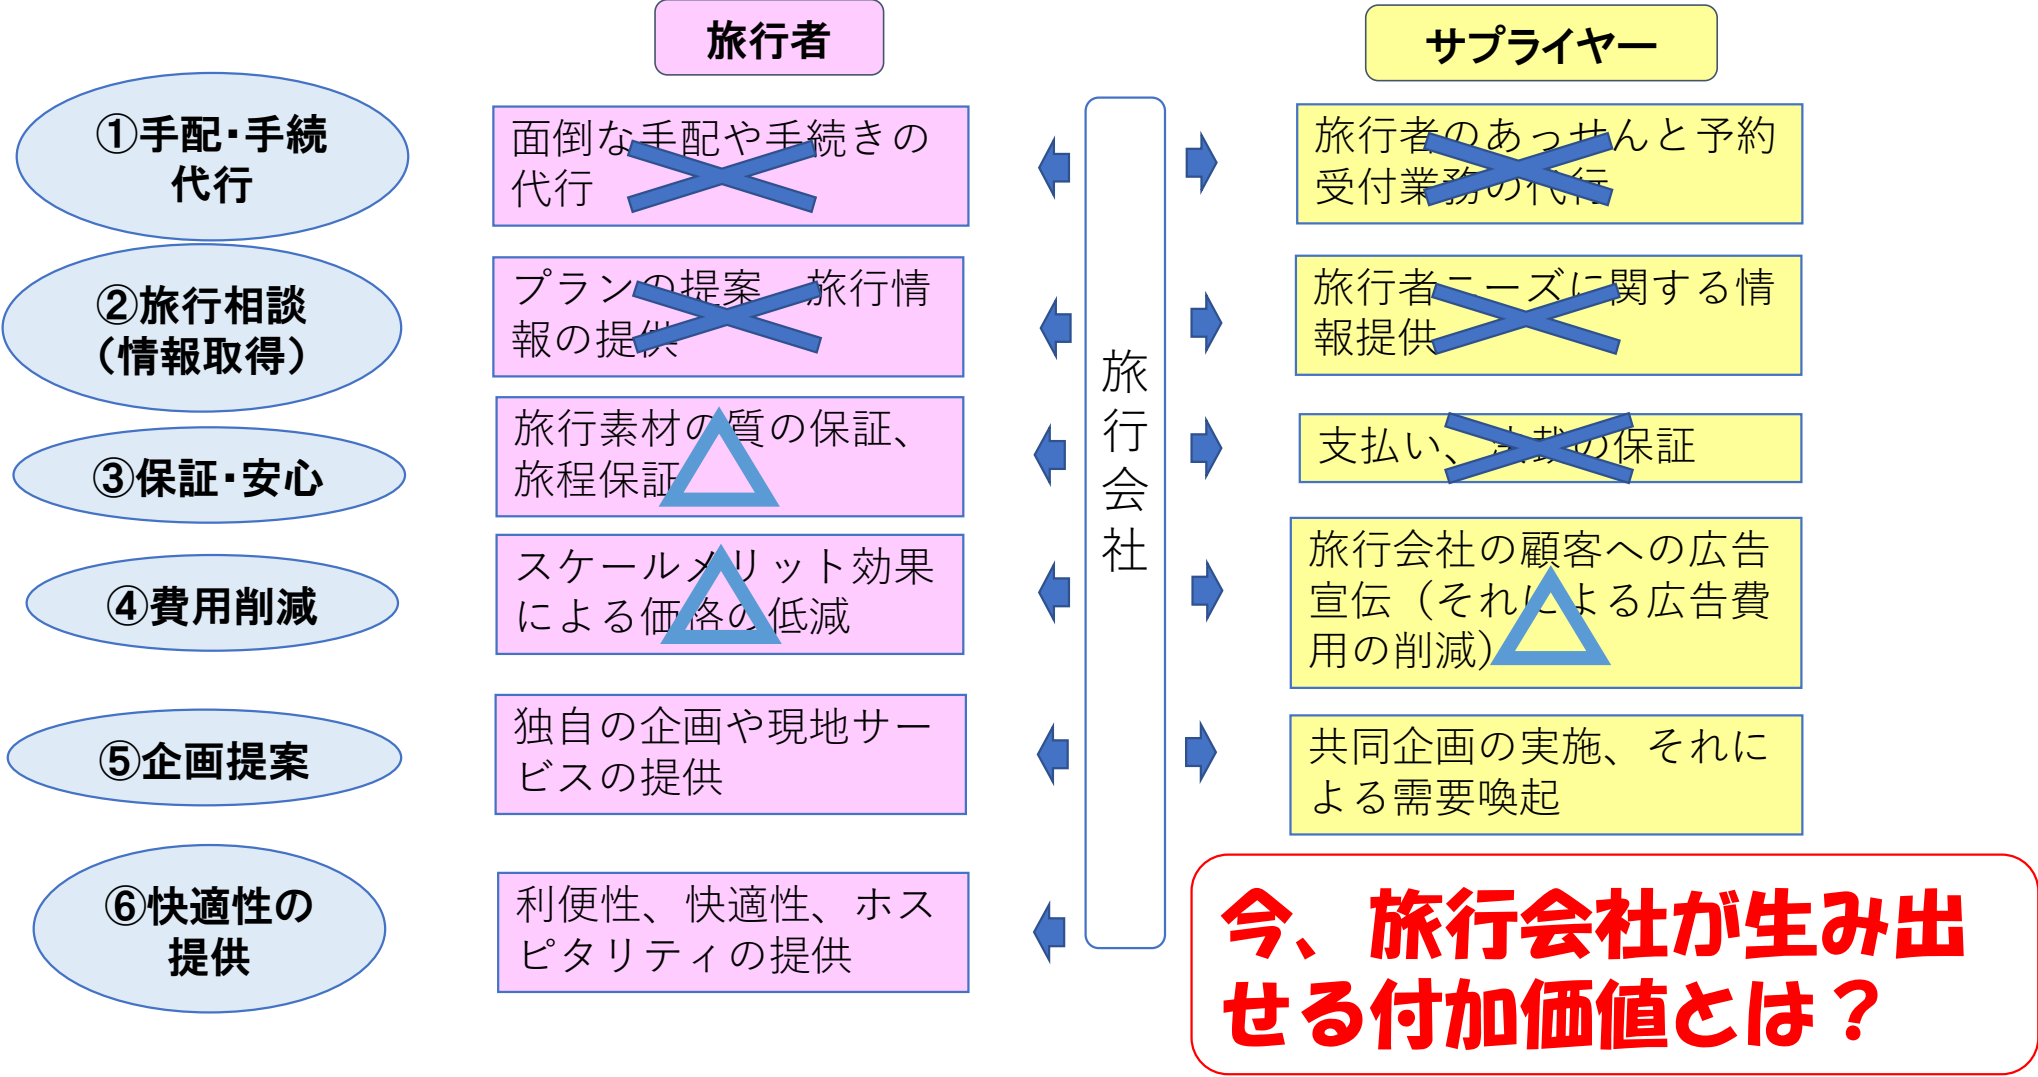 旅行者
サプライヤー
①手配・手続
代行
面倒な手配や手続きの
代行
旅行者のあっせんと予約
受付業務の代行
②旅行相談
（情報取得）
プランの提案、旅行情
報の提供
旅行者ニーズに関する情
報提供
③保証・安心
旅行素材の質の保証、
旅程保証
支払い、の保証
④費用削減
スケールメリット効果
による価格の低減
旅行会社の顧客への広告
宣伝（それによる広告費
用の削減）
⑤企画提案
独自の企画や現地サー
ビスの提供
共同企画の実施、それに
よる需要喚起
⑥快適性の
提供
利便性、快適性、ホス
ピタリティの提供
旅
行
会
社
今、旅行会社が生み出
せる付加価値とは？